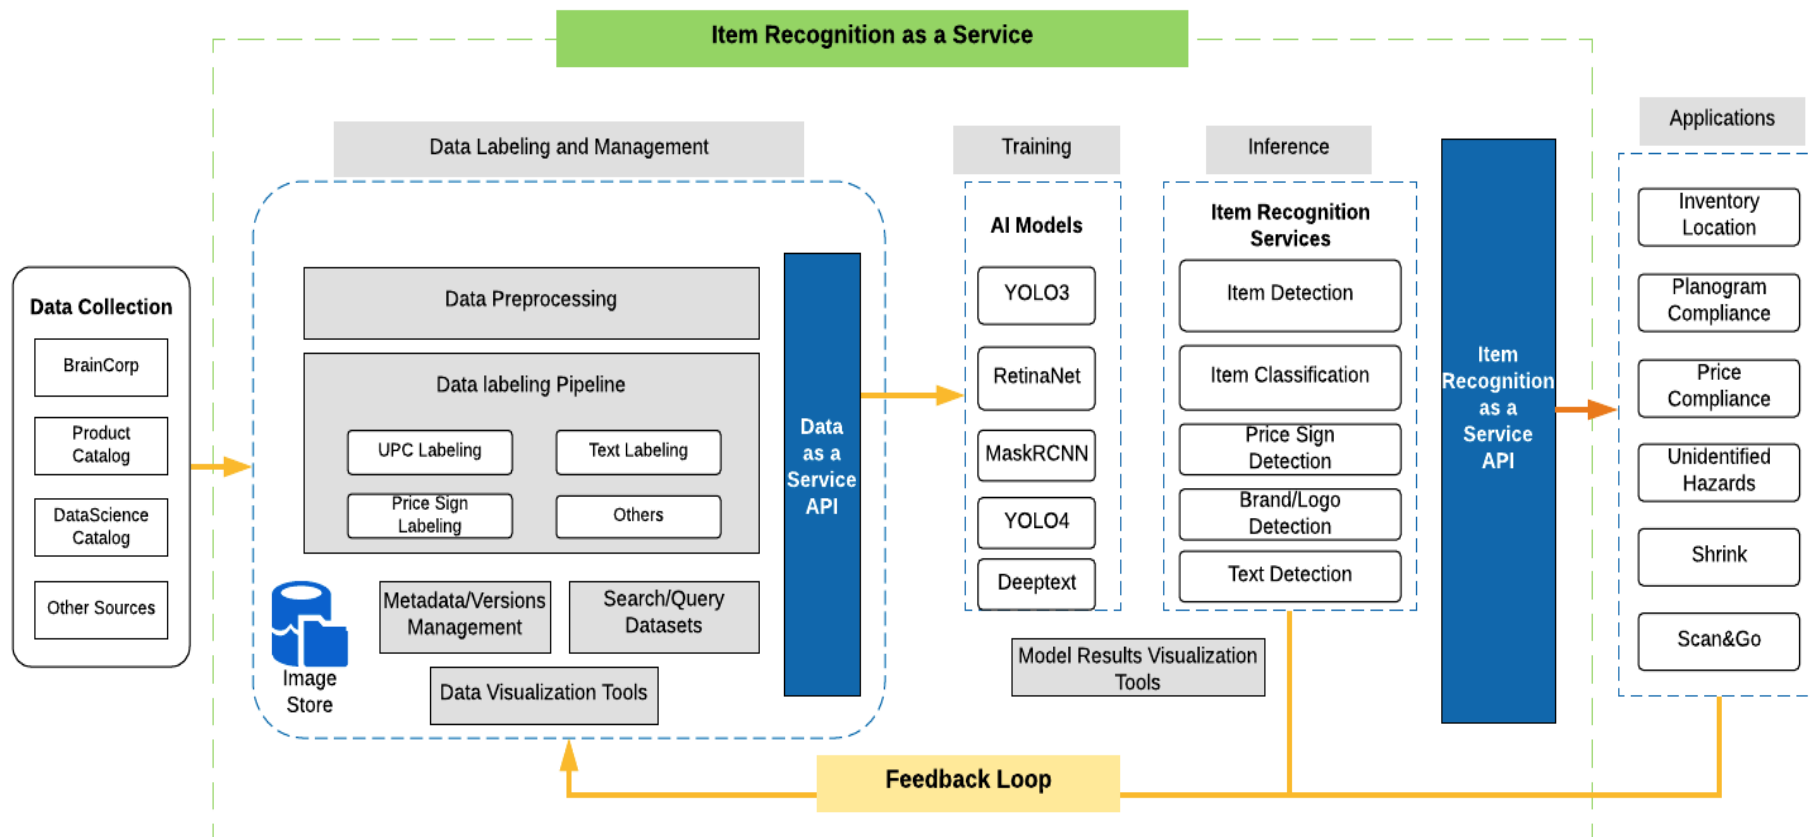 Item Recognition as a Service
Data Collection
BrainCorp
Product
Catalog
DataScience
Catalog
Other Sources
Data Labeling and Management
Data Preprocessing
Data labeling Pipeline
UPC Labeling
Text Labeling
Price Sign
Labeling
Others
Image
Store
Metadata/Versions
Management
Search/Query
Datasets
Data Visualization Tools
Data
as a
Service
API
Training
AI Models
YOLO3
RetinaNet
MaskRCNN
YOLO4
Deeptext
Inference
Item Recognition
Services
Item Detection
Item Classification
Price Sign
Detection
Brand/Logo
Detection
Text Detection
Model Results Visualization
Tools
Item
Recognition
as a
Service
API
Applications
Inventory
Location
Planogram
Compliance
Price
Compliance
Unidentified
Hazards
Shrink
Scan&Go
Feedback Loop